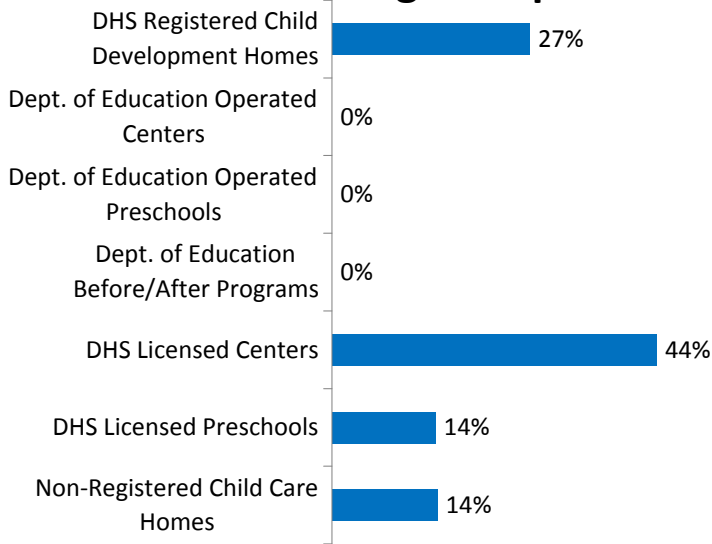 DHS Registered Child
Development Homes
27%
Dept. of Education Operated
Centers
0%
Dept. of Education Operated
Preschools
0%
Dept. of Education
Before/After Programs
0%
DHS Licensed Centers
44%
DHS Licensed Preschools
14%
Non-Registered Child Care
Homes
14%